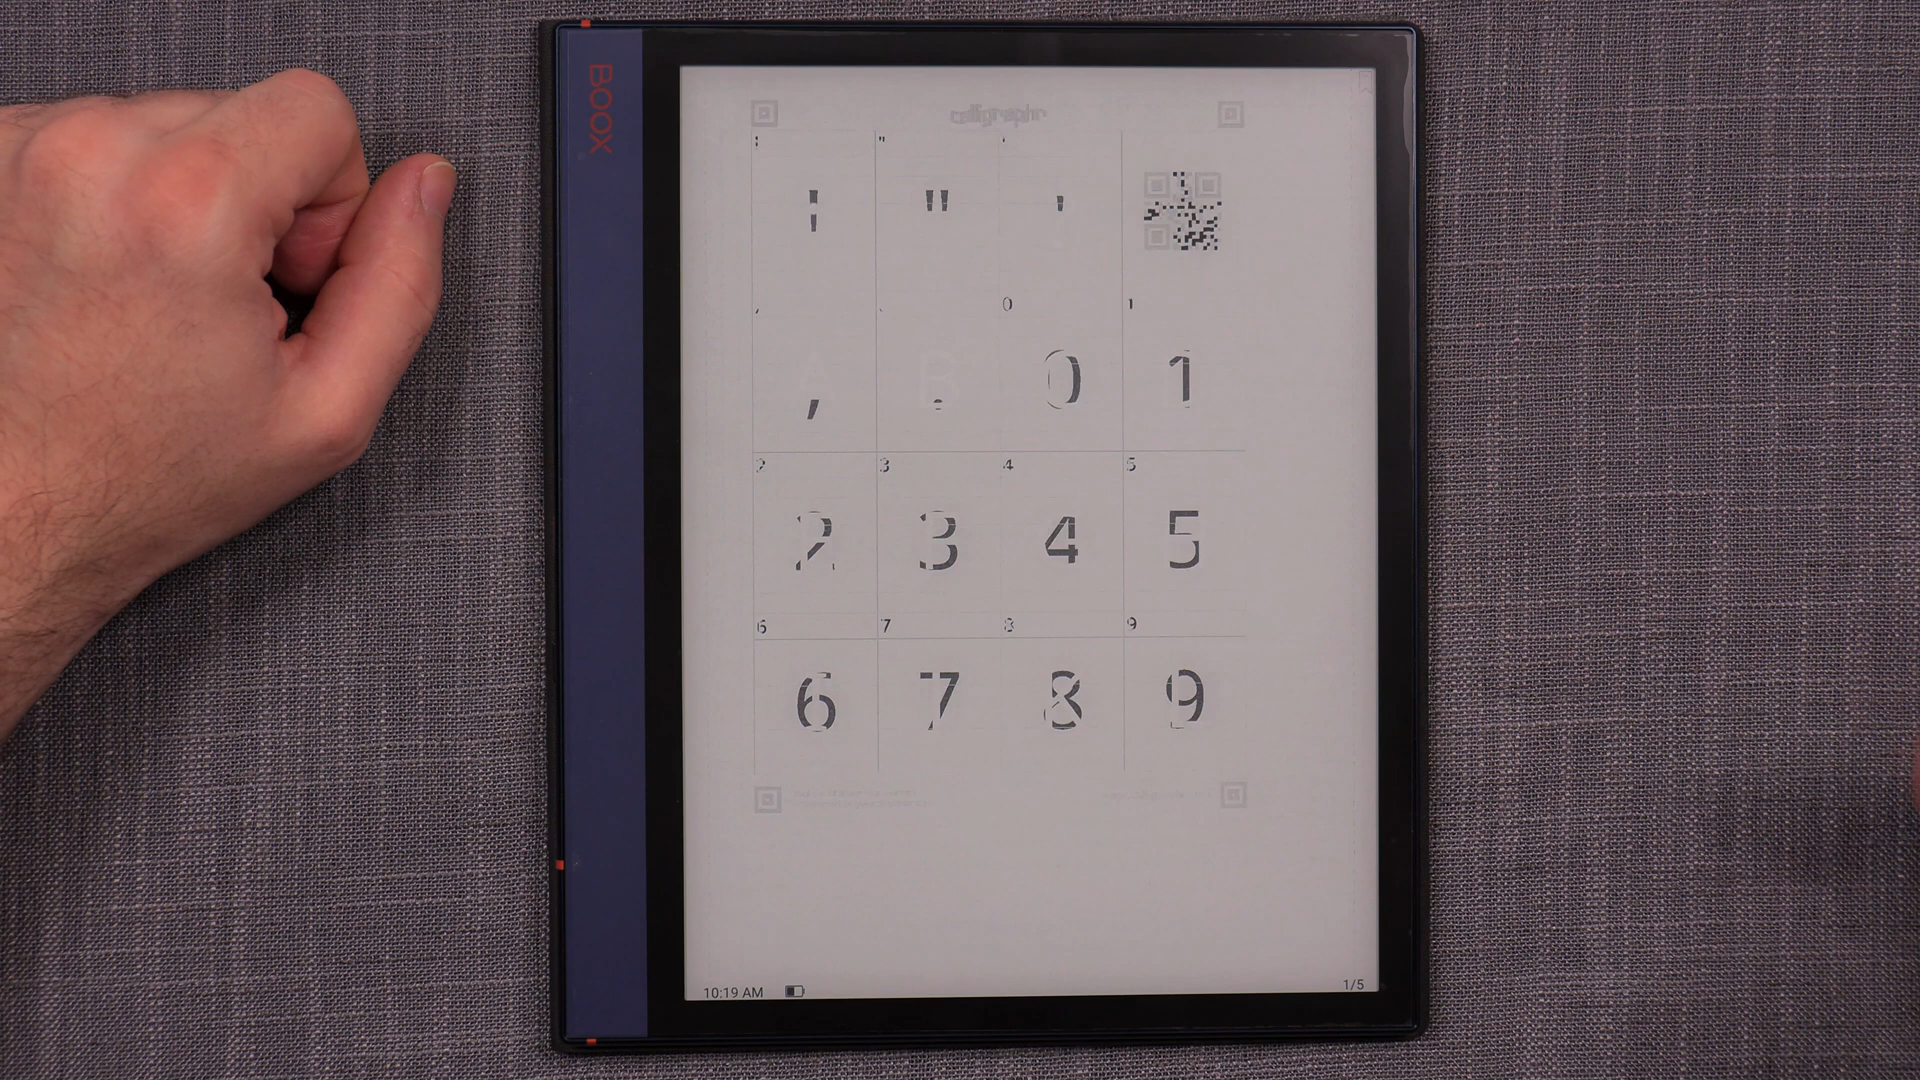 BOOX
calligraphr
! " '
! " '
, . 0 1
, . 0 1
2 3 4 5
2 3 4 5
6 7 8 9
6 7 8 9
10:19 AM 1/5